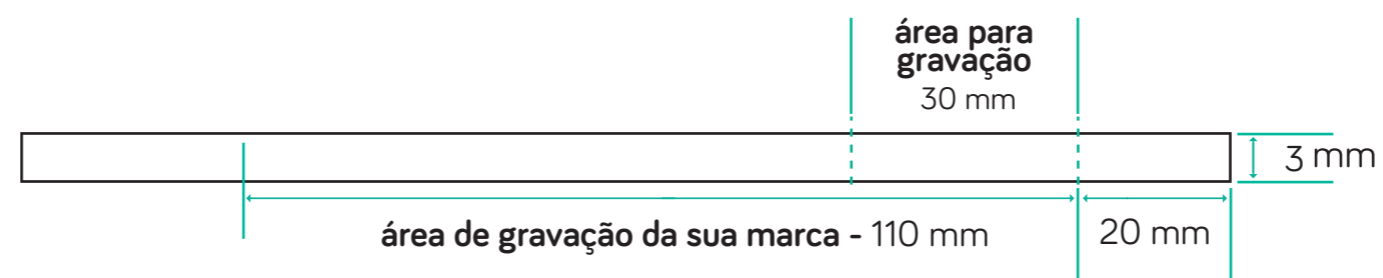 área para
gravação
30 mm
3 mm
área de gravação da sua marca - 110 mm
20 mm